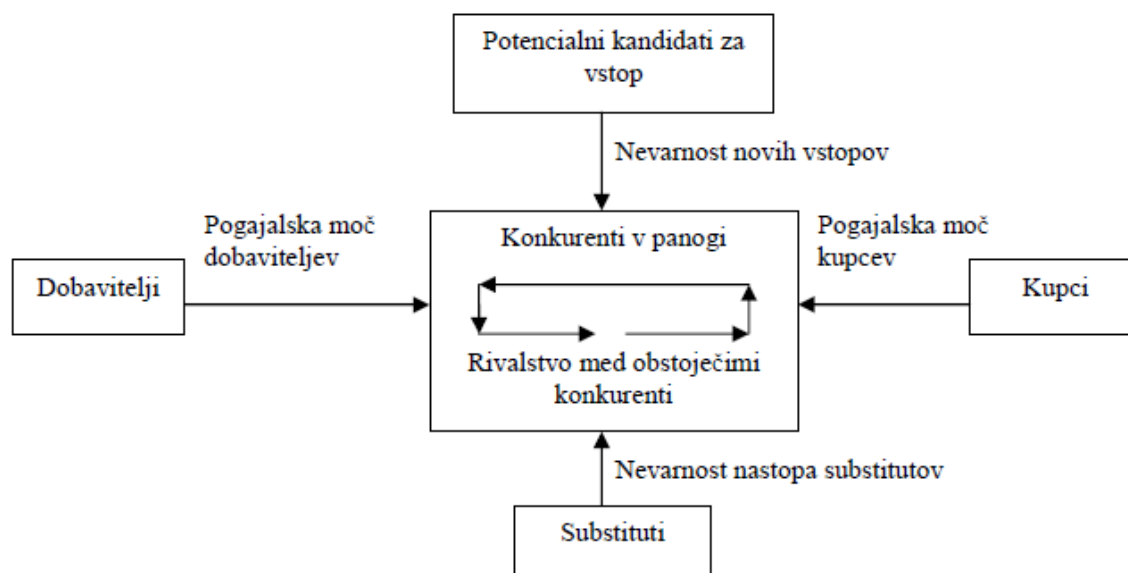 Potencialni kandidati za
vstop
Nevarnost novih vstopov
Pogajalska moč
dobaviteljev
Dobavitelji
Konkurenti v panogi
Rivalstvo med obstoječimi
konkurenti
Pogajalska moč
kupcev
Kupci
Nevarnost nastopa substitutov
Substituti